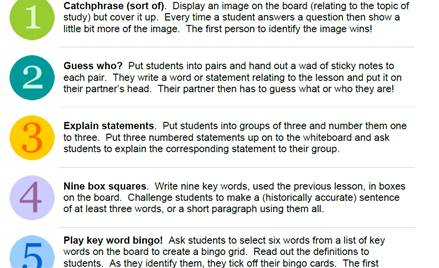 1
Catchphrase (sort of). Display an image on the board (relating to the topic of
study) but cover it up. Every time a student answers a question then show a
little bit more of the image. The first person to identify the image wins!
2
Guess who? Put students into pairs and hand out a wad of sticky notes to
each pair. They write a word or statement relating to the lesson and put it on
their partner's head. Their partner then has to guess what or who they are!
3
Explain statements. Put students into groups of three and number them one
to three. Put three numbered statements up on to the whiteboard and ask
students to explain the corresponding statement to their group.
4
Nine box squares. Write nine key words, used the previous lesson, in boxes
on the board. Challenge students to make a (historically accurate) sentence
of at least three words, or a short paragraph using them all.
5
Play key word bingo! Ask students to select six words from a list of key
words on the board to create a bingo grid. Read out the definitions to
students. As they identify them, they tick off their bingo cards. The first